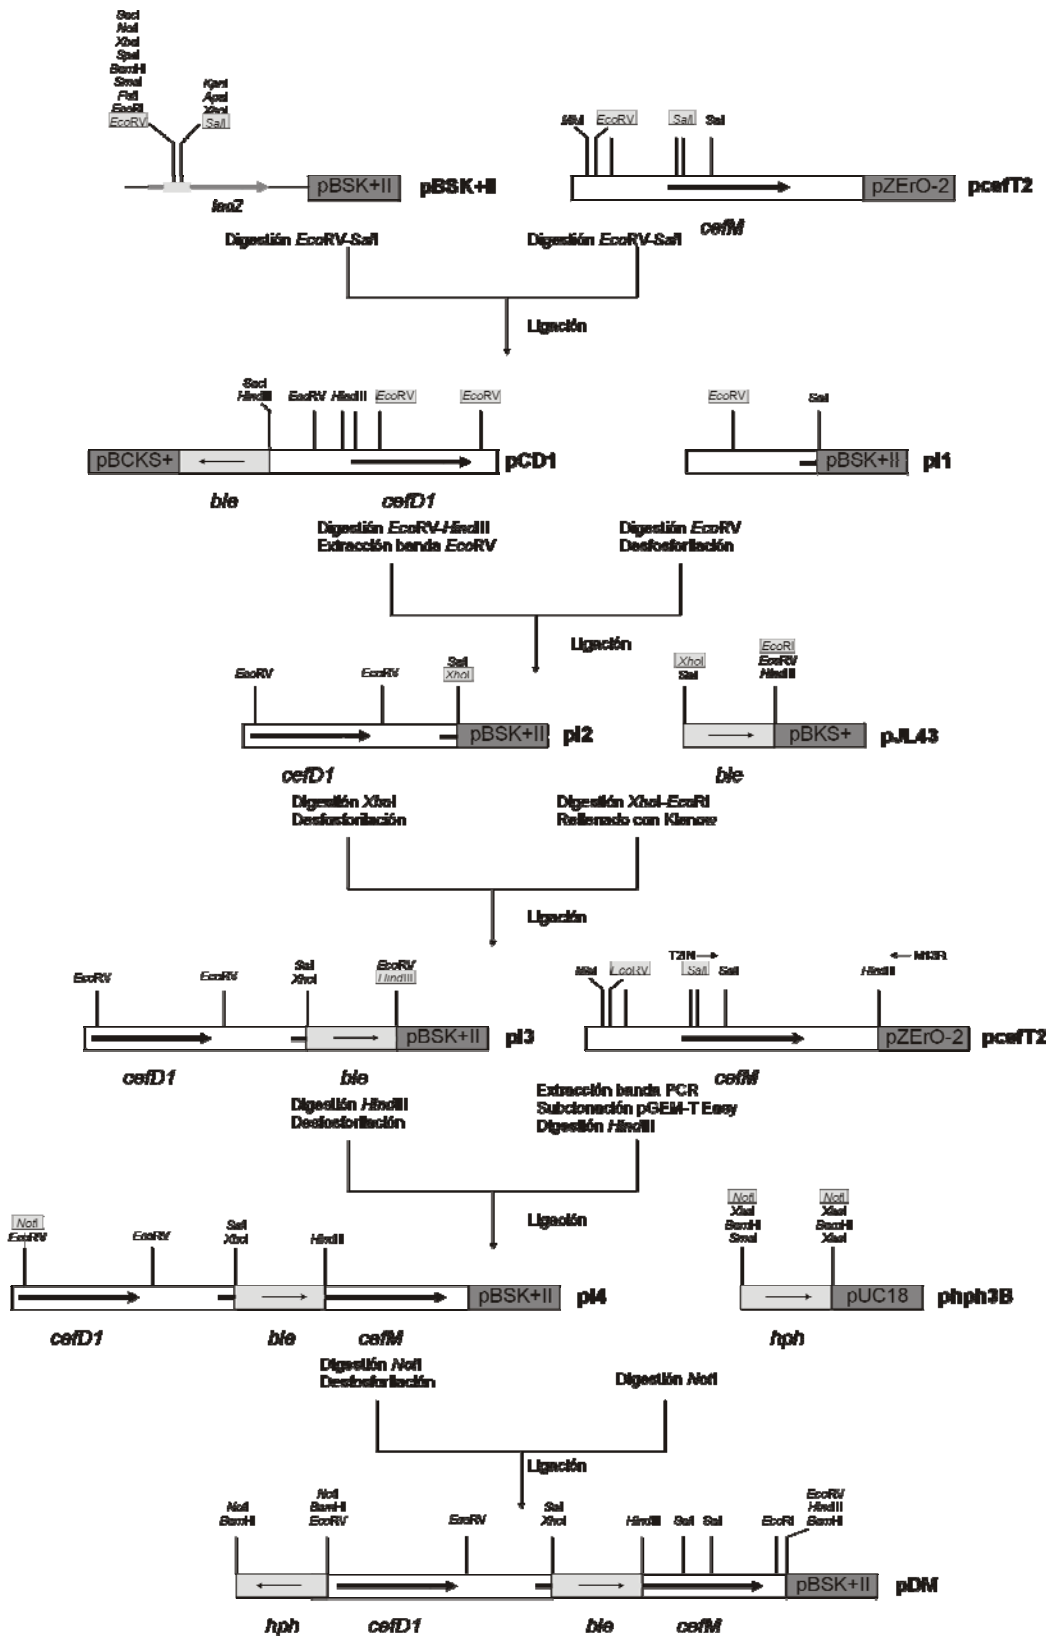 SacI
NotI
XbaI
SpeI
BamHI
SmaI
PstI
EcoRI
EcoRV
KpnI
ApaI
XhoI
SalI
pBSK+II
pBSK+II
lacZ
EcoRV
SalI
SalI
pZErO-2
pcefT2
cefM
Digestión EcoRV-SalI
Digestión EcoRV-SalI
Ligación
SacI
HindIII
EcoRV
HindIII
EcoRV
EcoRV
pBCKS+
pCD1
ble
cefD1
EcoRV
SalI
pBSK+II
pI1
Digestión EcoRV-HindIII
Extracción banda EcoRV
Digestión EcoRV
Desfosforilación
Ligación
EcoRV
EcoRV
SalI
XhoI
pBSK+II
pI2
cefD1
XhoI
SalI
EcoRI
EcoRV
HindIII
pBKS+
pJL43
ble
Digestión XhoI
Desfosforilación
Digestión XhoI-EcoRI
Rellenado con Klenow
Ligación
EcoRV
EcoRV
SalI
XhoI
EcoRV
HindIII
pBSK+II
pI3
cefD1
ble
EcoRV
SalI
SalI
HindIII
pZErO-2
pcefT2
cefM
Digestión HindIII
Desfosforilación
Extracción banda PCR
Subclonación pGEM-T Easy
Digestión HindIII
Ligación
NotI
EcoRV
EcoRV
SalI
XhoI
HindIII
pBSK+II
pI4
cefD1
ble
cefM
NotI
XbaI
BamHI
SmaI
NotI
XbaI
BamHI
XbaI
pUC18
phph3B
hph
Digestión NotI
Desfosforilación
Digestión NotI
Ligación
NotI
BamHI
NotI
BamHI
EcoRV
EcoRV
SalI
XhoI
HindIII
SalI
SalI
EcoRI
EcoRV
HindIII
BamHI
pBSK+II
pDM
hph
cefD1
ble
cefM